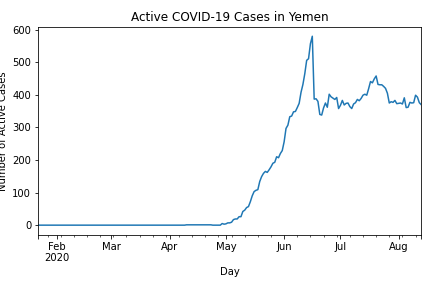 Active COVID-19 Cases in Yemen
Number of Active Cases
600
500
400
300
200
100
0
Feb Mar Apr May Jun Jul Aug
2020
Day